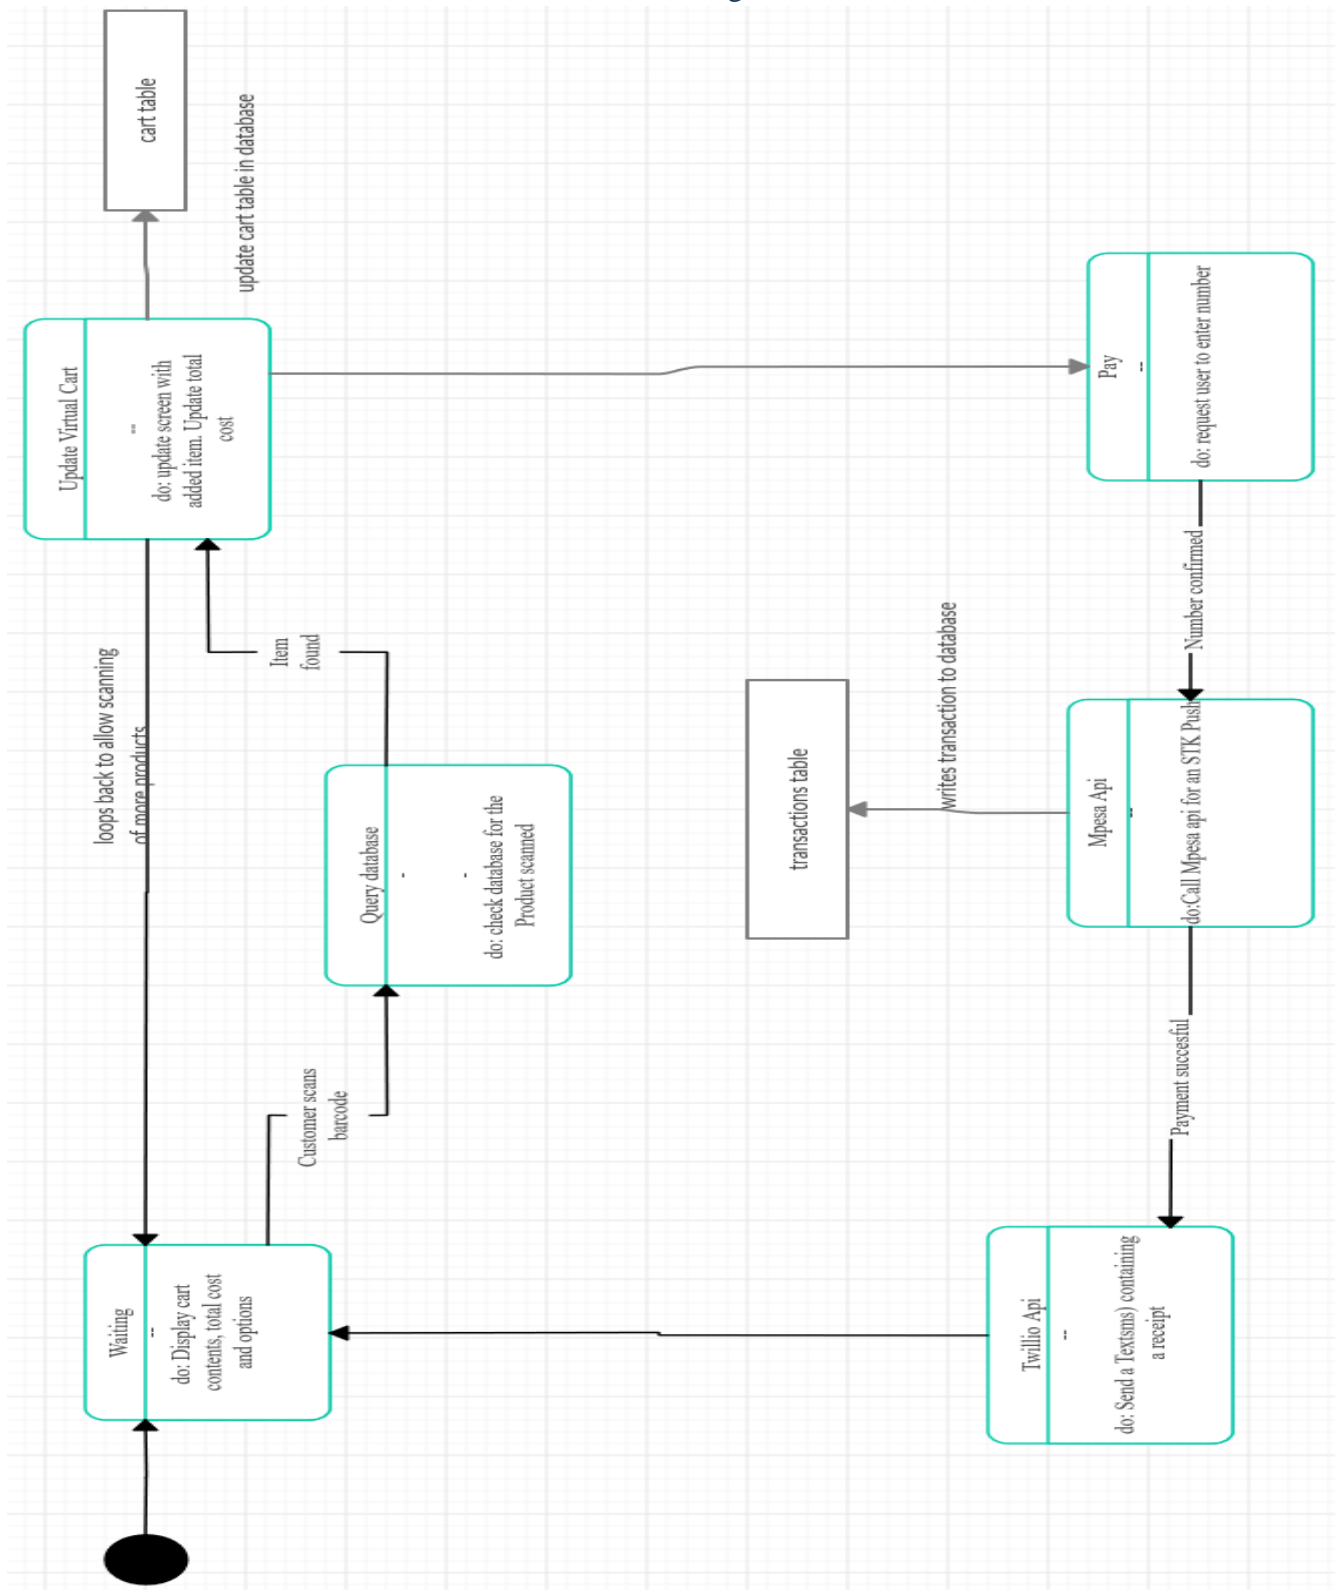 Waiting
--
do: Display cart
contents, total cost
and options
Customer scans
barcode
Query database
-
-
do: check database for the
Product scanned
Item
found
loops back to allow scanning
of more products
Update Virtual Cart
--
do: update screen with
added item. Update total
cost
cart table
update cart table in database
Pay
--
do: request user to enter number
Number confirmed
Mpesa Api
--
do:Call Mpesa api for an STK Push
writes transaction to database
transactions table
Payment succesful
Twillio Api
--
do: Send a Textsms) containing
a receipt